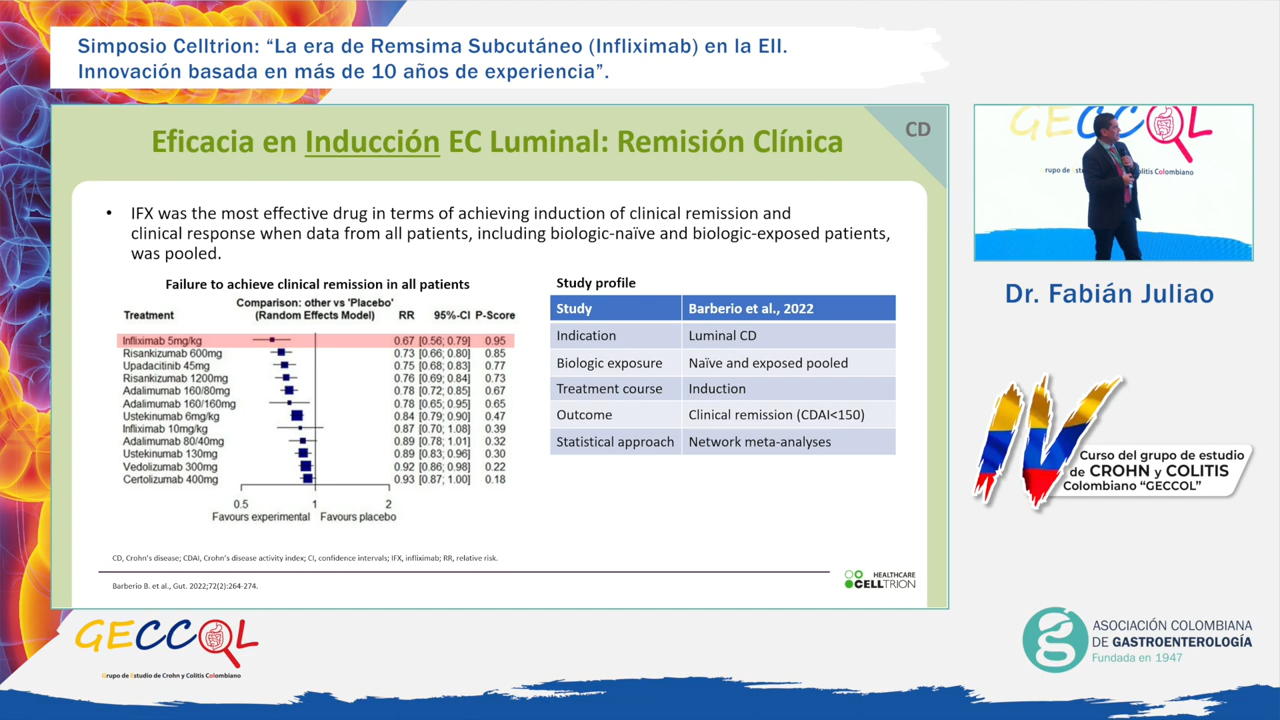 Simposio Celltrion: “La era de Remsima Subcutáneo (Infliximab) en la EII.
Innovación basada en más de 10 años de experiencia”.
Eficacia en Inducción EC Luminal: Remisión Clínica
CD
• IFX was the most effective drug in terms of achieving induction of clinical remission and
clinical response when data from all patients, including biologic-naïve and biologic-exposed patients,
was pooled.
Failure to achieve clinical remission in all patients
Comparison: other vs 'Placebo'
Treatment (Random Effects Model) RR 95%-CI P-Score
Infliximab 5mg/kg 0.67 [0.56; 0.79] 0.95
Risankizumab 600mg 0.73 [0.66; 0.80] 0.85
Upadacitinib 45mg 0.75 [0.68; 0.83] 0.77
Risankizumab 1200mg 0.76 [0.69; 0.84] 0.73
Adalimumab 160/80mg 0.78 [0.72; 0.85] 0.67
Adalimumab 160/160mg 0.78 [0.65; 0.95] 0.65
Ustekinumab 6mg/kg 0.84 [0.79; 0.90] 0.47
Infliximab 10mg/kg 0.87 [0.70; 1.08] 0.39
Adalimumab 80/40mg 0.89 [0.78; 1.01] 0.32
Ustekinumab 130mg 0.89 [0.83; 0.96] 0.30
Vedolizumab 300mg 0.92 [0.86; 0.98] 0.22
Certolizumab 400mg 0.93 [0.87; 1.00] 0.18
0.5 1 2
Favours experimental Favours placebo
Study profile
Study Barberio et al., 2022
Indication Luminal CD
Biologic exposure Naïve and exposed pooled
Treatment course Induction
Outcome Clinical remission (CDAI<150)
Statistical approach Network meta-analyses
CD, Crohn's disease; CDAI, Crohn's disease activity index; CI, confidence intervals; IFX, infliximab; RR, relative risk.
Barberio B. et al., Gut. 2022;72(2):264-274.
HEALTHCARE
CELLTRION
GECCOL
rupo de Est olitis Colombiano
Dr. Fabián Juliao
IV
Curso del grupo de estudio
de CROHN y COLITIS
Colombiano “GECCOL”
GECCOL
Grupo de Estudio de Crohn y Colitis Colombiano
ASOCIACIÓN COLOMBIANA
DE GASTROENTEROLOGÍA
Fundada en 1947